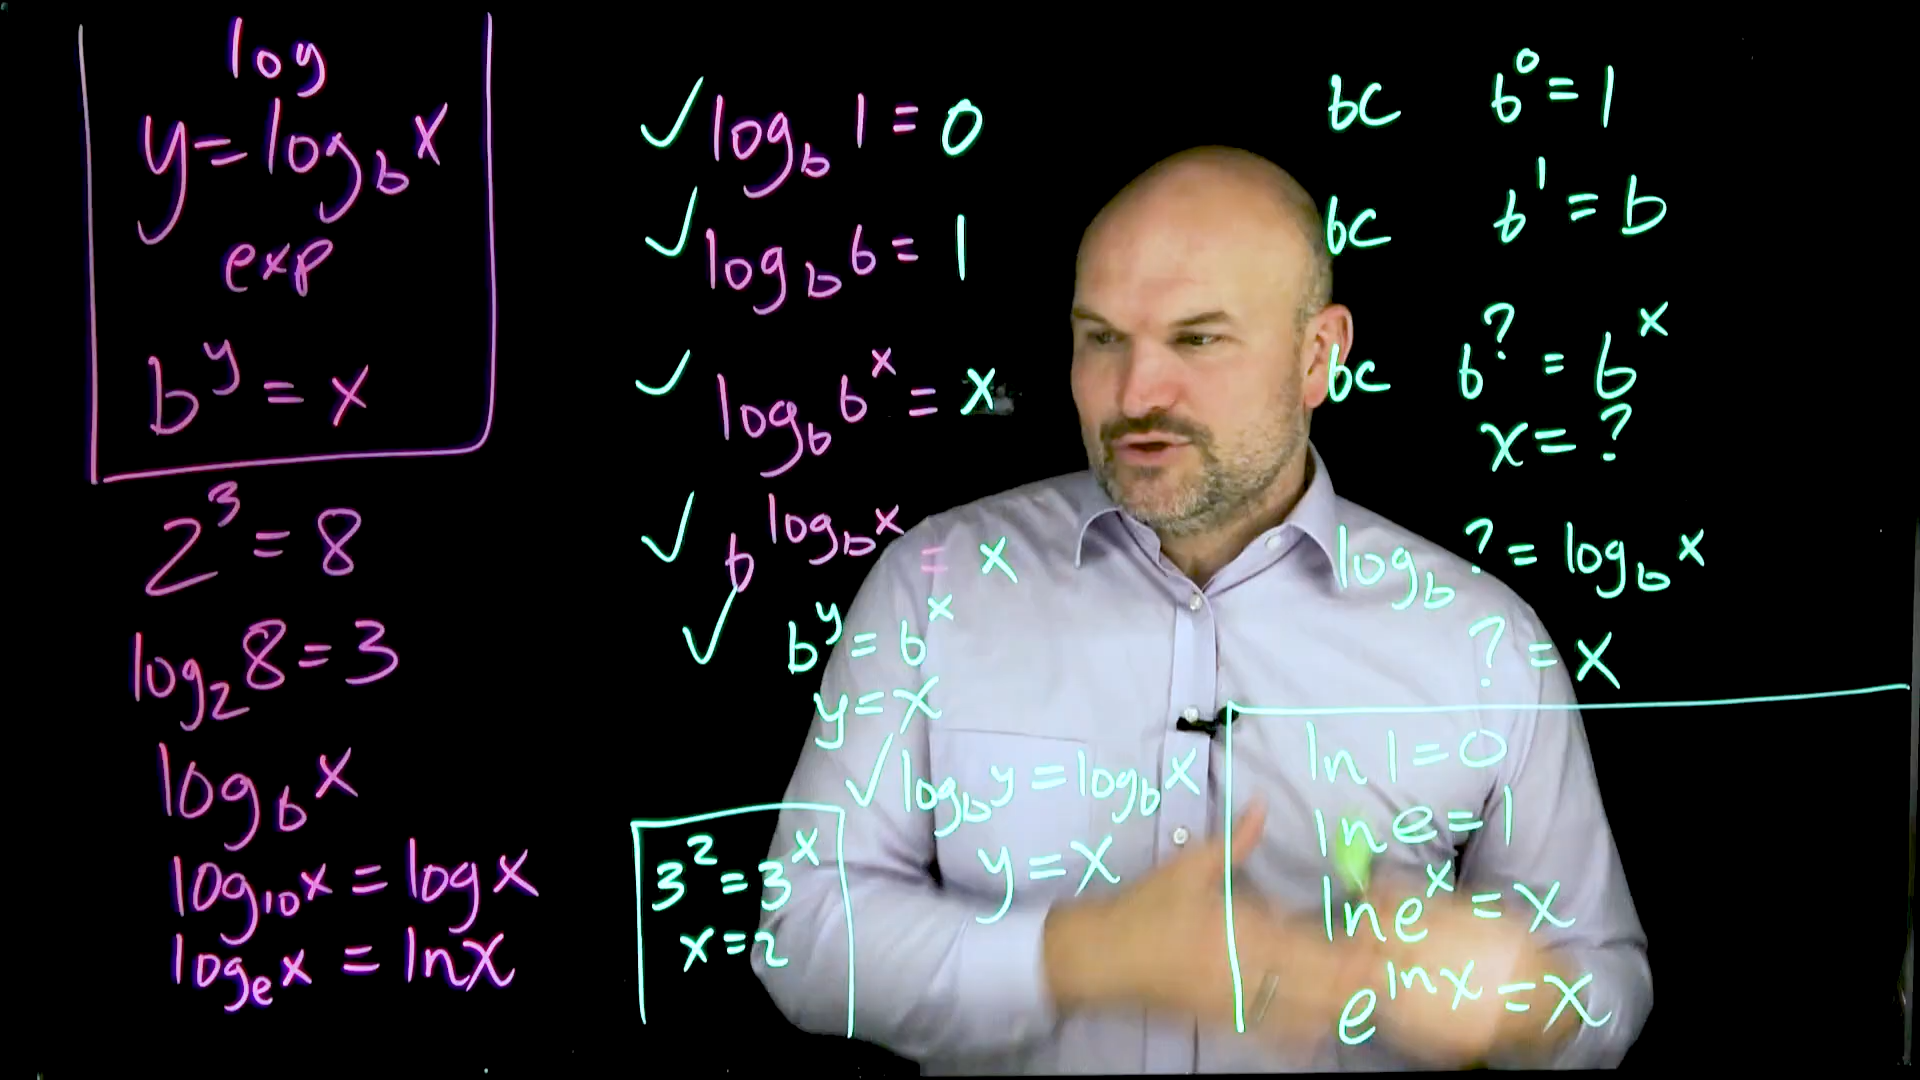 log
y = log_b x
exp
b^y = x
2^3 = 8
log_2 8 = 3
log_b x
log_10 x = log x
log_e x = ln x
✓ log_b 1 = 0
✓ log_b b = 1
✓ log_b b^x = x
✓ b^(log_b x) = x
✓ b^y = b^x
y = x
✓ log_b y = log_b x
y = x
3^2 = 3^x
x = 2
bc b^0 = 1
bc b^1 = b
bc b^? = b^x
x = ?
log_b ? = log_b x
? = x
ln 1 = 0
ln e = 1
ln e^x = x
e^(ln x) = x